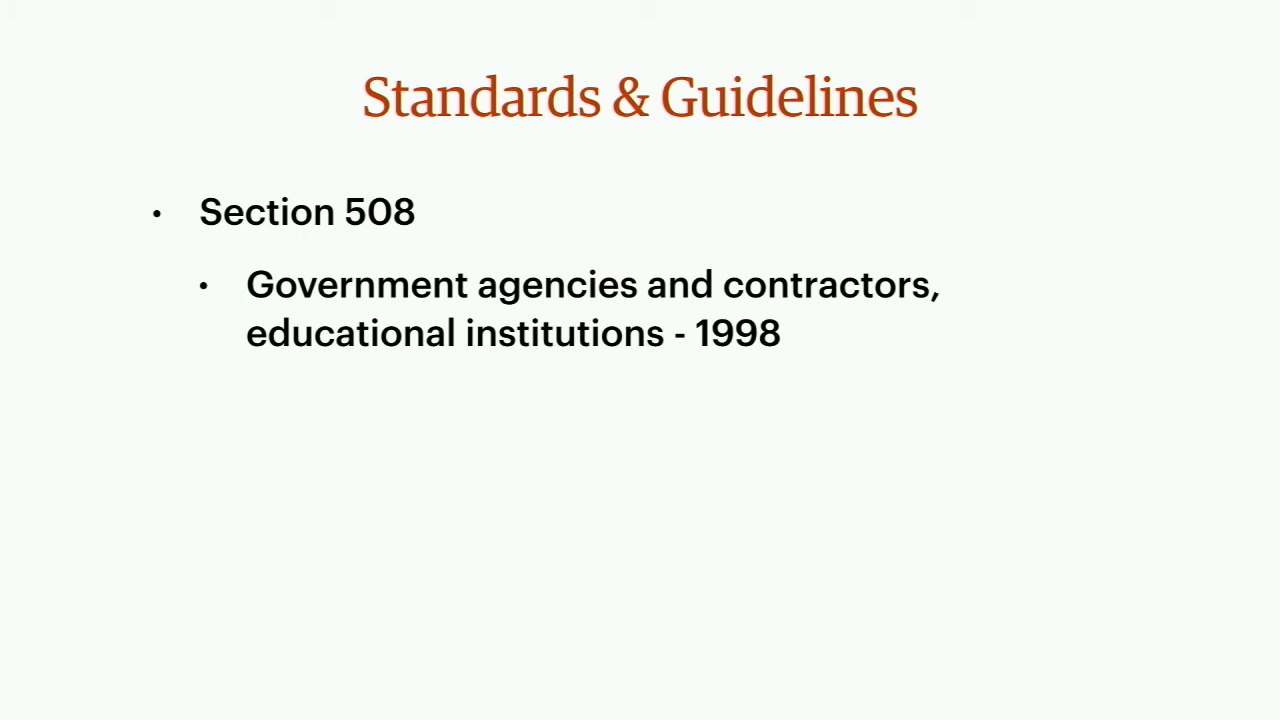 Standards & Guidelines
• Section 508
• Government agencies and contractors,
educational institutions - 1998